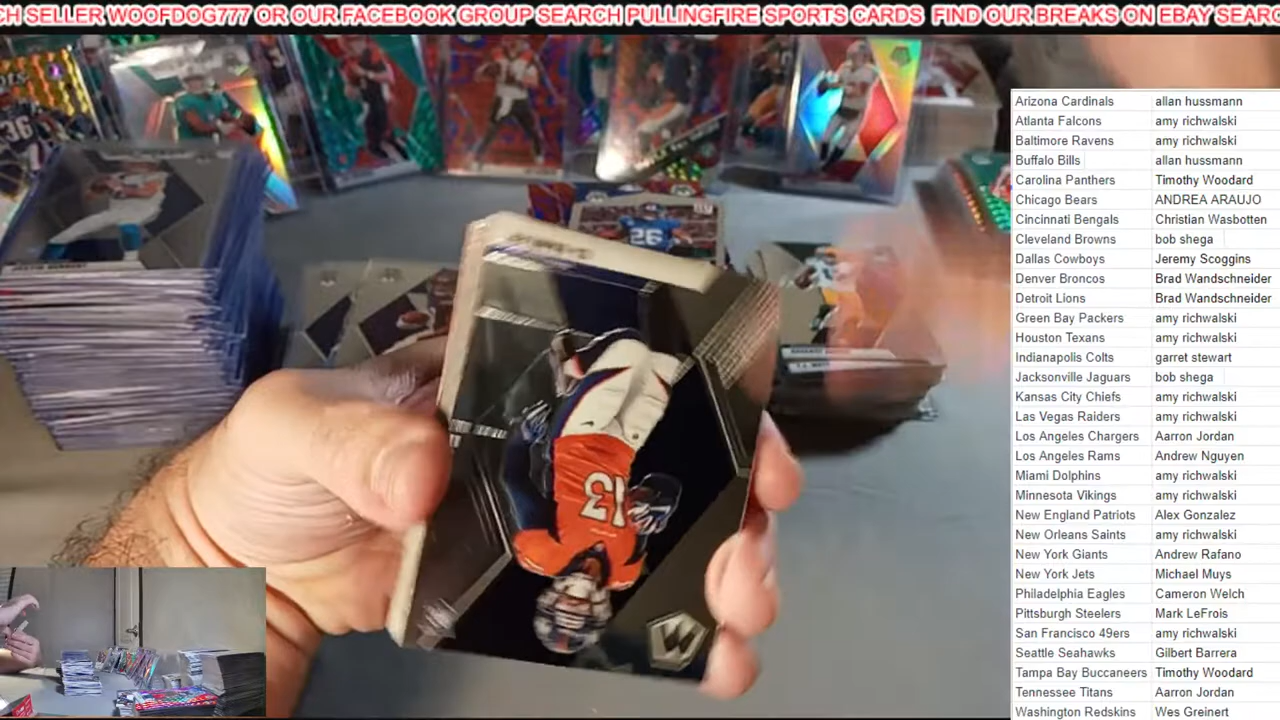 CH SELLER WOOFDOG777 OR OUR FACEBOOK GROUP SEARCH PULLINGFIRE SPORTS CARDS  FIND OUR BREAKS ON EBAY SEARC
Arizona Cardinals allan hussmann
Atlanta Falcons amy richwalski
Baltimore Ravens amy richwalski
Buffalo Bills allan hussmann
Carolina Panthers Timothy Woodard
Chicago Bears ANDREA ARAUJO
Cincinnati Bengals Christian Wasbotten
Cleveland Browns bob shega
Dallas Cowboys Jeremy Scoggins
Denver Broncos Brad Wandschneider
Detroit Lions Brad Wandschneider
Green Bay Packers amy richwalski
Houston Texans amy richwalski
Indianapolis Colts garret stewart
Jacksonville Jaguars bob shega
Kansas City Chiefs amy richwalski
Las Vegas Raiders amy richwalski
Los Angeles Chargers Aarron Jordan
Los Angeles Rams Andrew Nguyen
Miami Dolphins amy richwalski
Minnesota Vikings amy richwalski
New England Patriots Alex Gonzalez
New Orleans Saints amy richwalski
New York Giants Andrew Rafano
New York Jets Michael Muys
Philadelphia Eagles Cameron Welch
Pittsburgh Steelers Mark LeFrois
San Francisco 49ers amy richwalski
Seattle Seahawks Gilbert Barrera
Tampa Bay Buccaneers Timothy Woodard
Tennessee Titans Aarron Jordan
Washington Redskins Wes Greinert
36
26
13